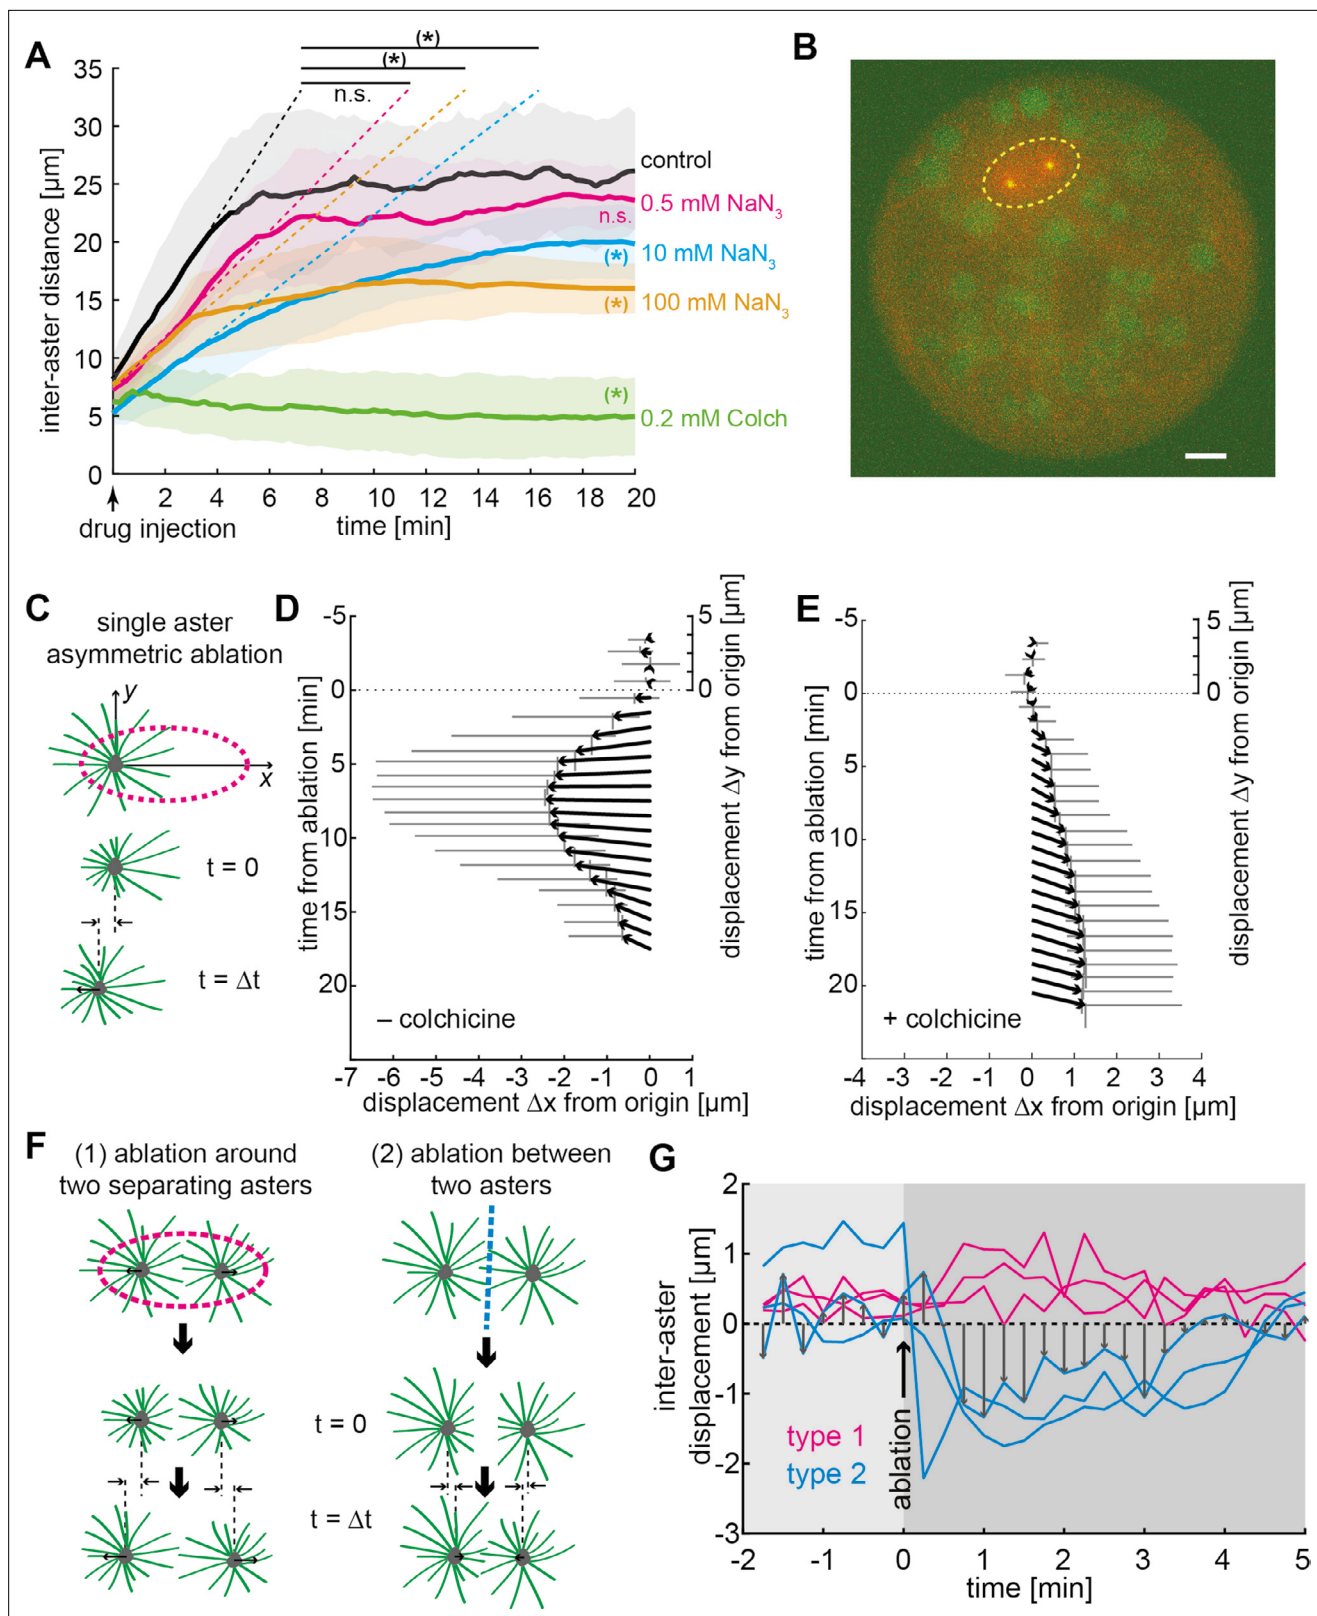 A
B
35
30
25
20
15
10
5
0
inter-aster distance [µm]
(*)
(*)
n.s.
control
0.5 mM NaN3
n.s.
10 mM NaN3
(*)
100 mM NaN3
(*)
0.2 mM Colch
(*)
0 2 4 6 8 10 12 14 16 18 20
drug injection
time [min]
C
single aster
asymmetric ablation
y
x
t = 0
t = Δt
D
-5
0
5
10
15
20
time from ablation [min]
5
0
displacement Δy from origin [µm]
– colchicine
-7 -6 -5 -4 -3 -2 -1 0 1
displacement Δx from origin [µm]
E
-5
0
5
10
15
20
time from ablation [min]
5
0
displacement Δy from origin [µm]
+ colchicine
-4 -3 -2 -1 0 1 2 3 4
displacement Δx from origin [µm]
F
(1) ablation around
two separating asters
(2) ablation between
two asters
t = 0
t = Δt
G
2
1
0
-1
-2
-3
inter-aster
displacement [µm]
type 1
type 2
ablation
-2 -1 0 1 2 3 4 5
time [min]